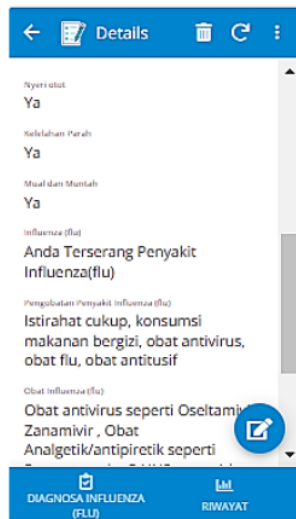 Details
Nyeri otot
Ya
Kelelahan Parah
Ya
Mual dan Muntah
Ya
Influenza (flu)
Anda Terserang Penyakit
Influenza(flu)
Pengobatan Penyakit Influenza (flu)
Istirahat cukup, konsumsi
makanan bergizi, obat antivirus,
obat flu, obat antitusif
Obat Influenza (flu)
Obat antivirus seperti
Zanamivir , Obat
Analgetik/antipiretik seperti
DIAGNOSA INFLUENZA
(FLU)
RIWAYAT